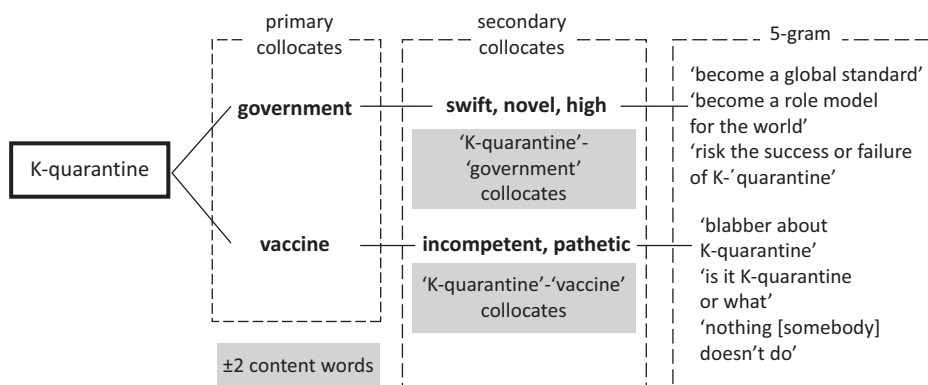 primary
collocates
secondary
collocates
5-gram
K-quarantine
government
vaccine
±2 content words
swift, novel, high
‘K-quarantine’-
‘government’
collocates
incompetent, pathetic
‘K-quarantine’-‘vaccine’
collocates
‘become a global standard’
‘become a role model
for the world’
‘risk the success or failure
of K-´quarantine’
‘blabber about
K-quarantine’
‘is it K-quarantine
or what’
‘nothing [somebody]
doesn’t do’